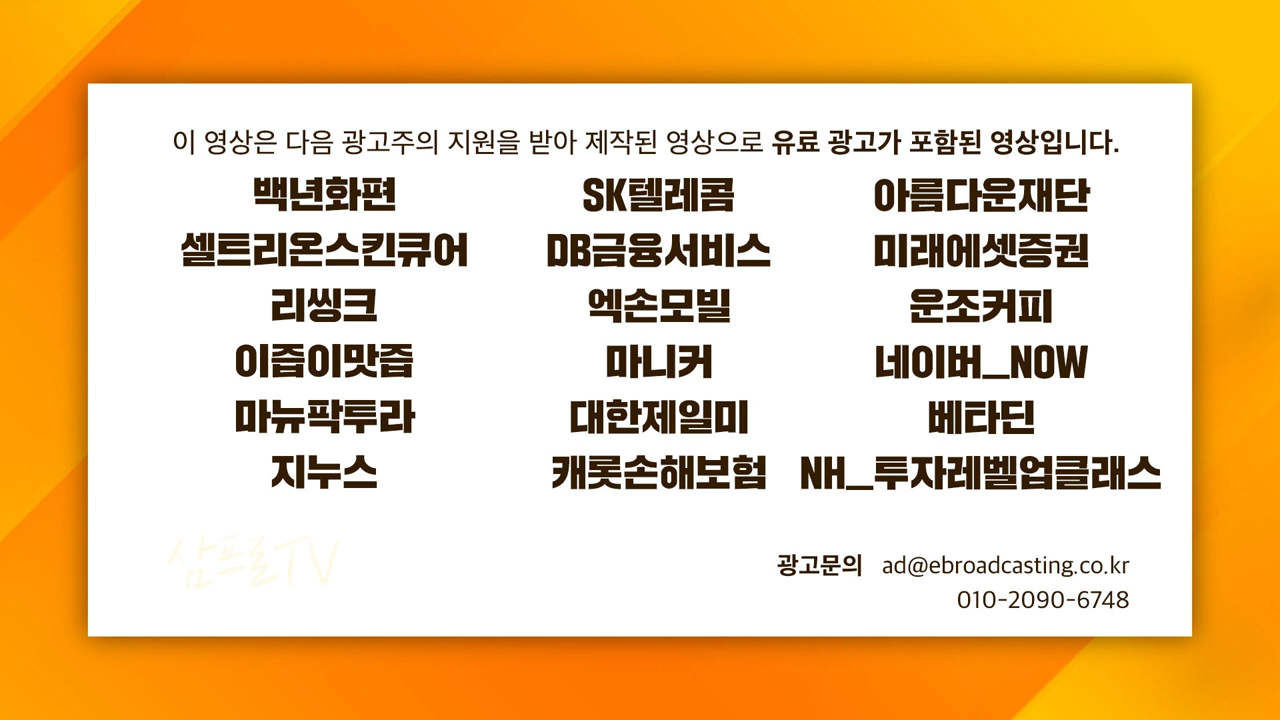 이 영상은 다음 광고주의 지원을 받아 제작된 영상으로 유료 광고가 포함된 영상입니다.
백년화편 SK텔레콤 아름다운재단
셀트리온스킨큐어 DB금융서비스 미래에셋증권
리씽크 엑손모빌 운조커피
이즙이맛즙 마니커 네이버_NOW
마뉴팍투라 대한제일미 베타딘
지누스 캐롯손해보험 NH_투자레벨업클래스
삼프로TV
광고문의 ad@ebroadcasting.co.kr
010-2090-6748